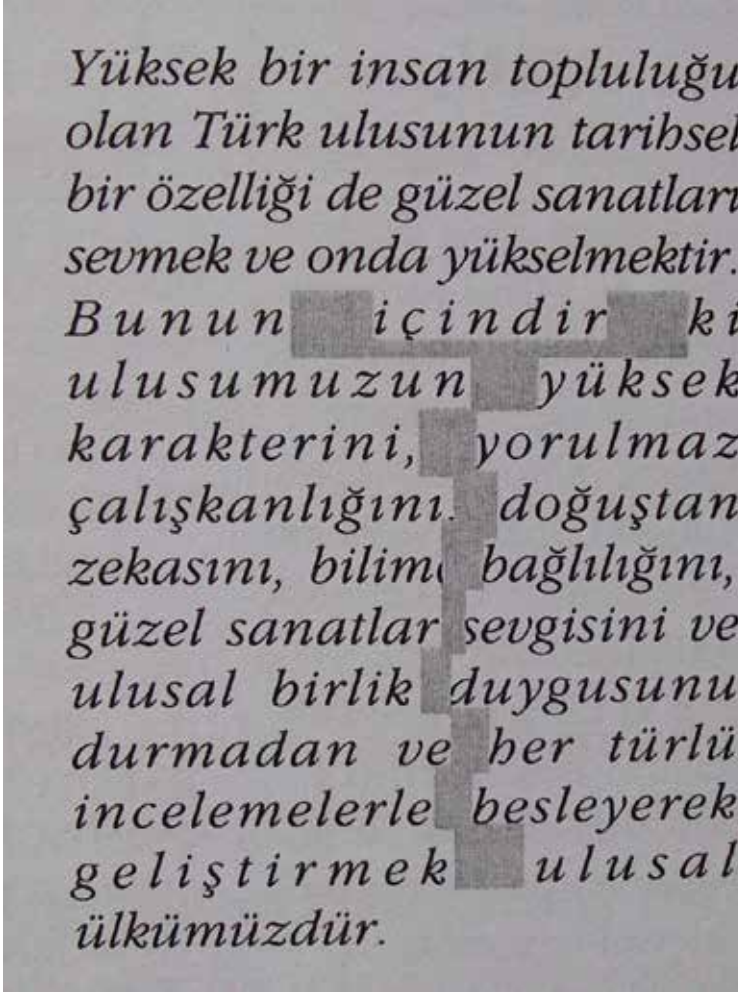 Yüksek bir insan topluluğu
olan Türk ulusunun tarihsel
bir özelliği de güzel sanatları
sevmek ve onda yükselmektir.
Bunun içindir ki
ulusumuzun yüksek
karakterini, yorulmaz
çalışkanlığını, doğuştan
zekasını, bilime bağlılığını,
güzel sanatlar sevgisini ve
ulusal birlik duygusunu
durmadan ve her türlü
incelemelerle besleyerek
geliştirmek ulusal
ülkümüzdür.